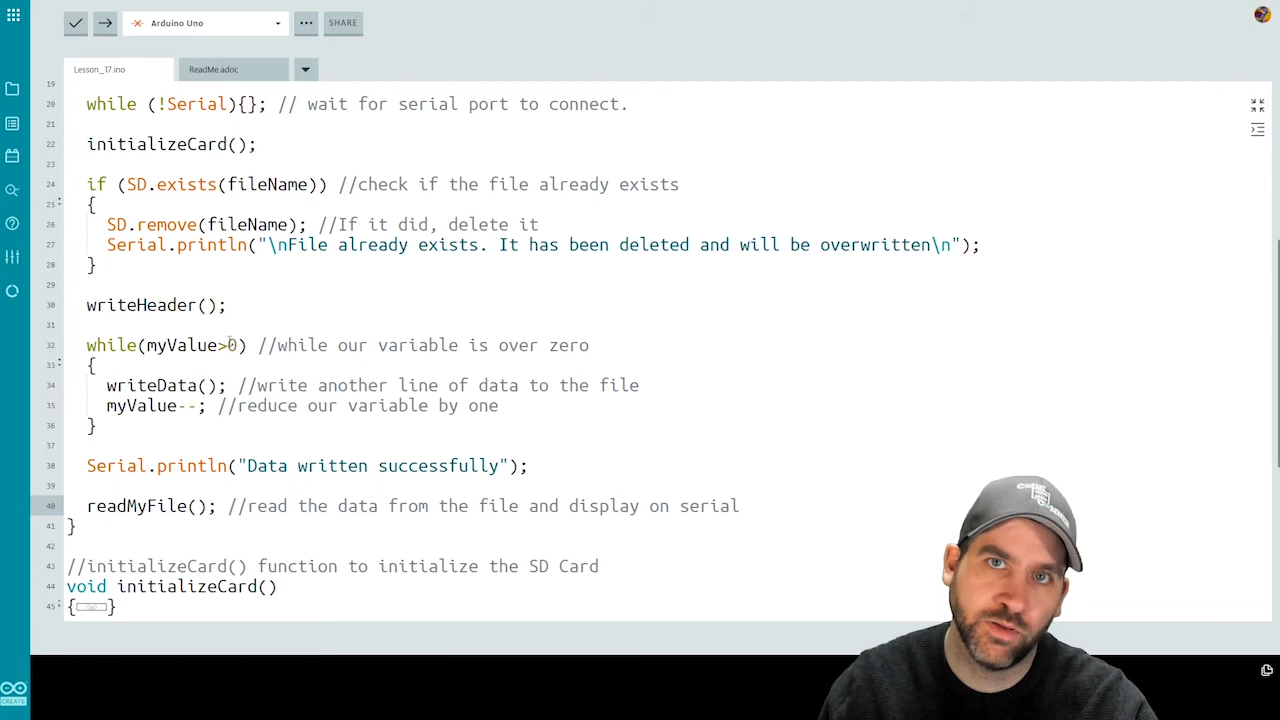 Arduino Uno
SHARE
Lesson_17.ino
ReadMe.adoc
19
20 while (!Serial){}; // wait for serial port to connect.
21
22 initializeCard();
23
24 if (SD.exists(fileName)) //check if the file already exists
25 {
26 SD.remove(fileName); //If it did, delete it
27 Serial.println("\nFile already exists. It has been deleted and will be overwritten\n");
28 }
29
30 writeHeader();
31
32 while(myValue>0) //while our variable is over zero
33 {
34 writeData(); //write another line of data to the file
35 myValue--; //reduce our variable by one
36 }
37
38 Serial.println("Data written successfully");
39
40 readMyFile(); //read the data from the file and display on serial
41 }
42
43 //initializeCard() function to initialize the SD Card
44 void initializeCard()
45 {}
CREATE